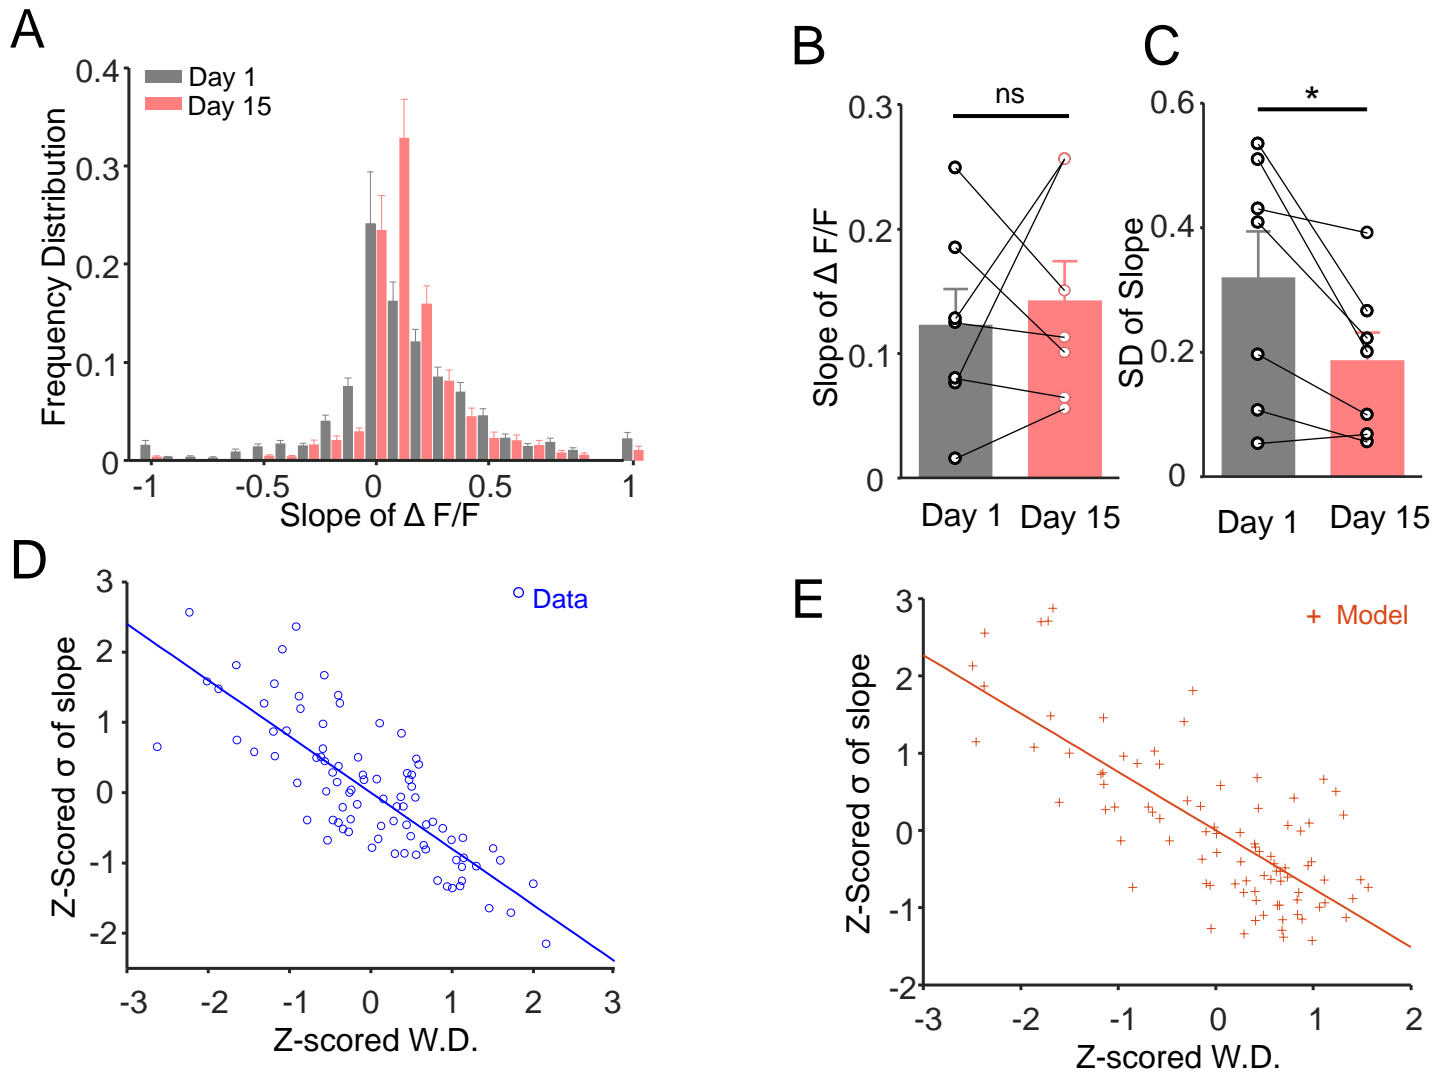 A
Frequency Distribution
0.4
0.3
0.2
0.1
0
Day 1
Day 15
-1
-0.5
0
0.5
1
Slope of Δ F/F
B
Slope of Δ F/F
0.3
0.2
0.1
0
ns
Day 1
Day 15
C
SD of Slope
0.6
0.4
0.2
0
*
Day 1
Day 15
D
Z-Scored σ of slope
3
2
1
0
-1
-2
Data
-3
-2
-1
0
1
2
3
Z-scored W.D.
E
Z-Scored σ of slope
3
2
1
0
-1
-2
Model
-3
-2
-1
0
1
2
Z-scored W.D.